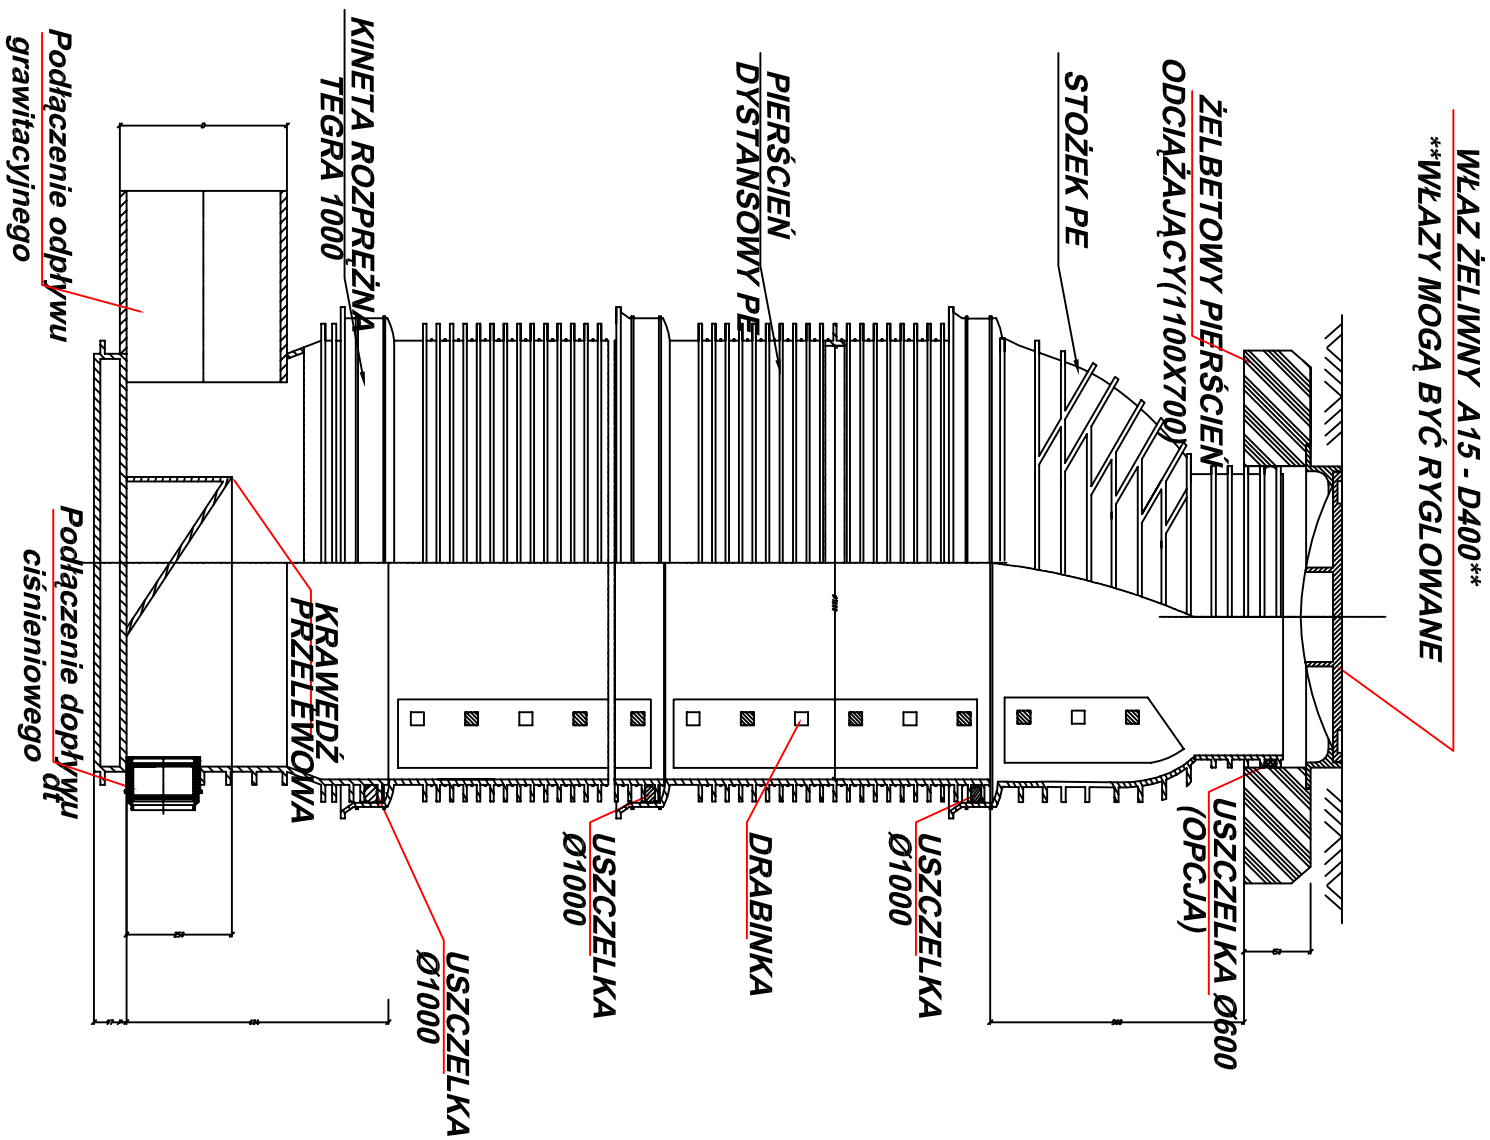 WŁAZ ŻELIWNY A15 - D400**
**WŁAZY MOGĄ BYĆ RYGLOWANE
ŻELBETOWY PIERŚCIEŃ
ODCIĄŻAJĄCY(1100X700)
STOŻEK PE
PIERŚCIEŃ
DYSTANSOWY PE
KINETA ROZPRĘŻNA
TEGRA 1000
Podłączenie odpływu
grawitacyjnego
USZCZELKA Ø600
(OPCJA)
USZCZELKA
Ø1000
DRABINKA
USZCZELKA
Ø1000
USZCZELKA
Ø1000
KRAWĘDŹ
PRZELEWOWA
Podłączenie dopływu
ciśnieniowego dt
250